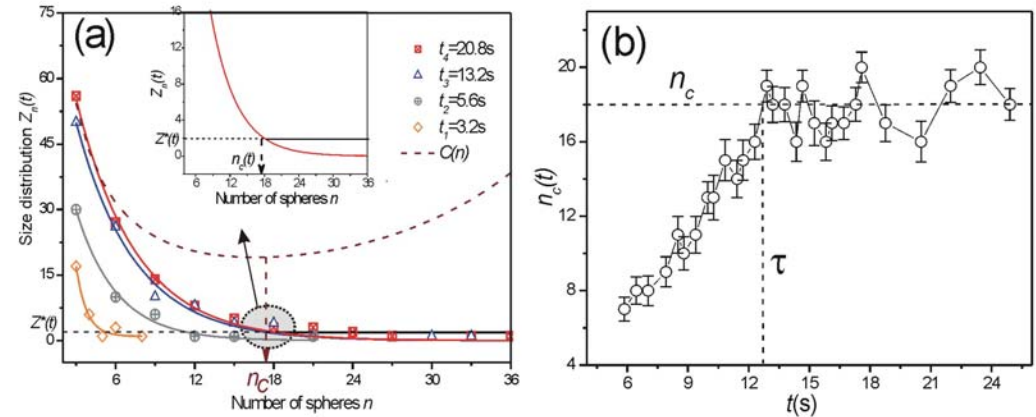 (a)
Size distribution Z_n(t)
60
45
30
15
0
Z*(t)
6
12
18
24
30
36
n_C
Number of spheres n
Z_n(t)
16
12
8
4
0
Z*(t)
n_c(t)
6
12
18
24
30
36
Number of spheres n
t_4=20.8s
t_3=13.2s
t_2=5.6s
t_1=3.2s
C(n)
(b)
n_c(t)
20
16
12
8
4
n_c
τ
6
9
12
15
18
21
24
t(s)